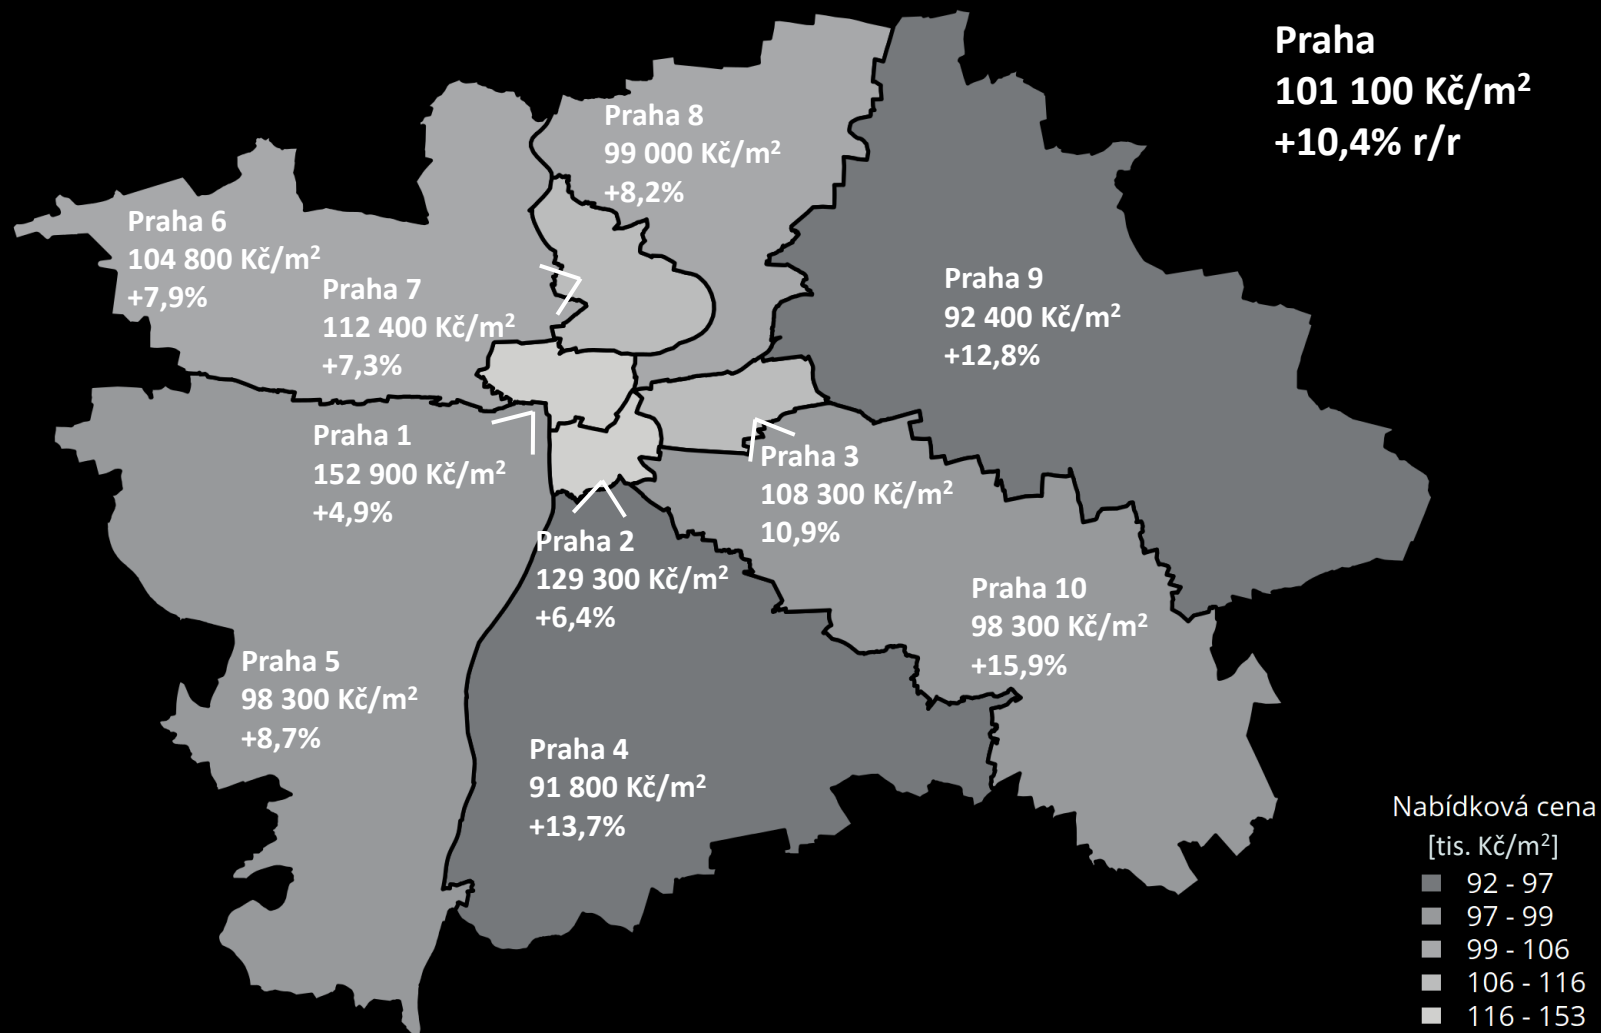 Praha
101 100 Kč/m²
+10,4% r/r
Praha 8
99 000 Kč/m²
+8,2%
Praha 6
104 800 Kč/m²
+7,9%
Praha 7
112 400 Kč/m²
+7,3%
Praha 9
92 400 Kč/m²
+12,8%
Praha 1
152 900 Kč/m²
+4,9%
Praha 3
108 300 Kč/m²
10,9%
Praha 2
129 300 Kč/m²
+6,4%
Praha 10
98 300 Kč/m²
+15,9%
Praha 5
98 300 Kč/m²
+8,7%
Praha 4
91 800 Kč/m²
+13,7%
Nabídková cena
[tis. Kč/m²]
92 - 97
97 - 99
99 - 106
106 - 116
116 - 153